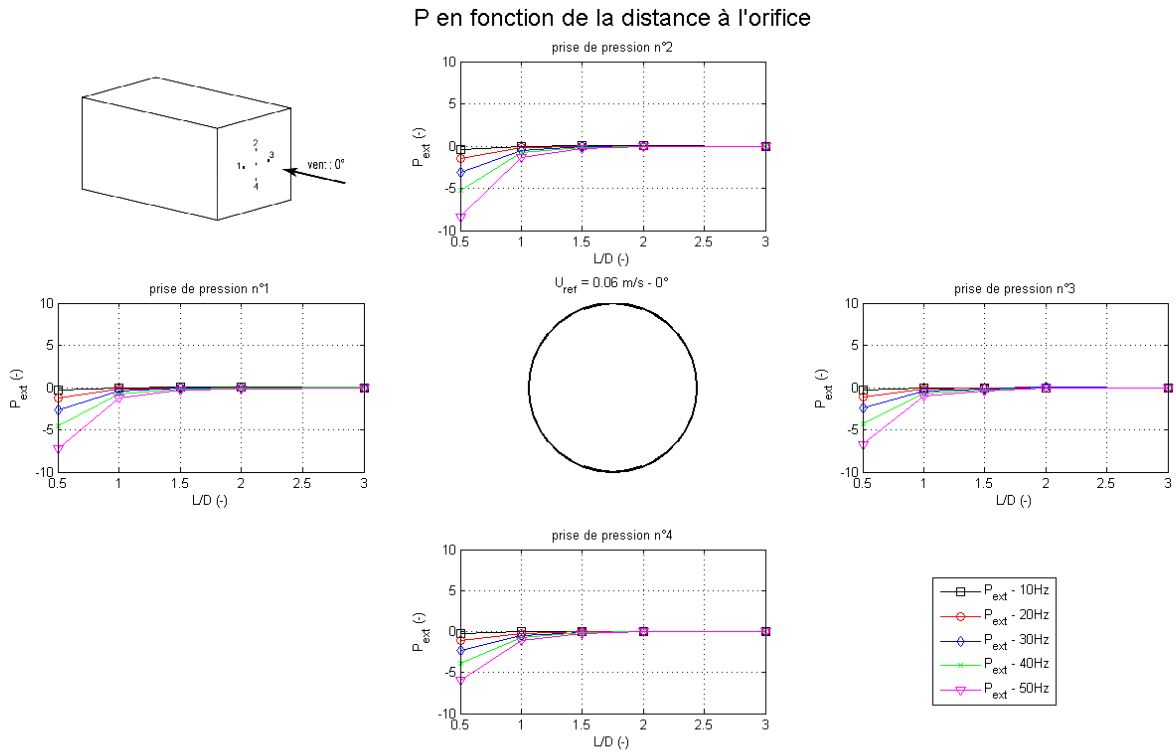 P en fonction de la distance à l'orifice
prise de pression n°2
10
5
0
-5
-10
P_ext (-)
0.5 1 1.5 2 2.5 3
L/D (-)
2
1 3
4
vent : 0°
prise de pression n°1
10
5
0
-5
-10
P_ext (-)
0.5 1 1.5 2 2.5 3
L/D (-)
U_ref = 0.06 m/s - 0°
prise de pression n°3
10
5
0
-5
-10
P_ext (-)
0.5 1 1.5 2 2.5 3
L/D (-)
prise de pression n°4
10
5
0
-5
-10
P_ext (-)
0.5 1 1.5 2 2.5 3
L/D (-)
P_ext - 10Hz
P_ext - 20Hz
P_ext - 30Hz
P_ext - 40Hz
P_ext - 50Hz